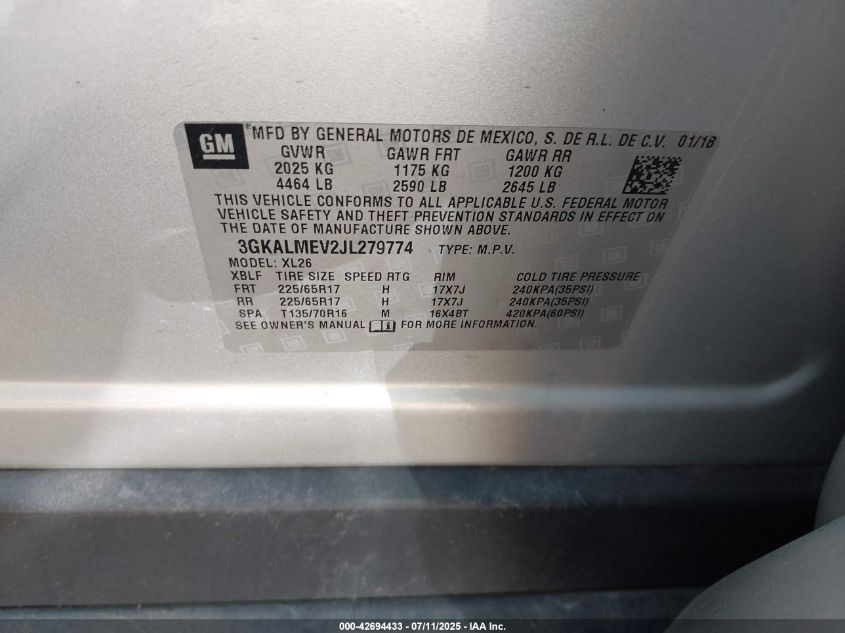 GM
*MFD BY GENERAL MOTORS DE MEXICO, S. DE R.L. DE C.V. 01/18
GVWR GAWR FRT GAWR RR
2025 KG 1175 KG 1200 KG
4464 LB 2590 LB 2645 LB
THIS VEHICLE CONFORMS TO ALL APPLICABLE U.S. FEDERAL MOTOR
VEHICLE SAFETY AND THEFT PREVENTION STANDARDS IN EFFECT ON
THE DATE OF MANUFACTURE SHOWN ABOVE.
3GKALMEV2JL279774 TYPE: M.P.V.
MODEL: XL26
XBLF TIRE SIZE SPEED RTG RIM COLD TIRE PRESSURE
FRT 225/65R17 H 17X7J 240KPA(35PSI)
RR 225/65R17 H 17X7J 240KPA(35PSI)
SPA T135/70R16 M 16X4BT 420KPA(60PSI)
SEE OWNER'S MANUAL FOR MORE INFORMATION.
000-42694433 - 07/11/2025 - IAA Inc.